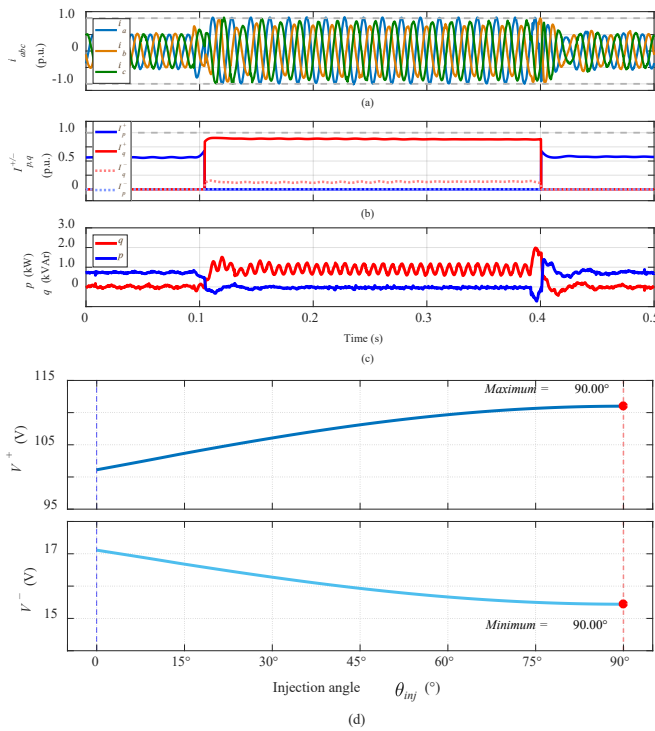 1.0
0
-1.0
i abc
(p.u.)
i a
i b
i c
(a)
1.0
0.5
0
I +/− p,q
(p.u.)
I + p
I + q
I − q
I − p
(b)
3.0
2.0
1.0
0
p (kW)
q (kVAr)
q
p
0 0.1 0.2 0.3 0.4 0.5
Time (s)
(c)
115
105
95
V + (V)
Maximum = 90.00°
17
15
V − (V)
Minimum = 90.00°
0 15° 30° 45° 60° 75° 90°
Injection angle θinj (°)
(d)